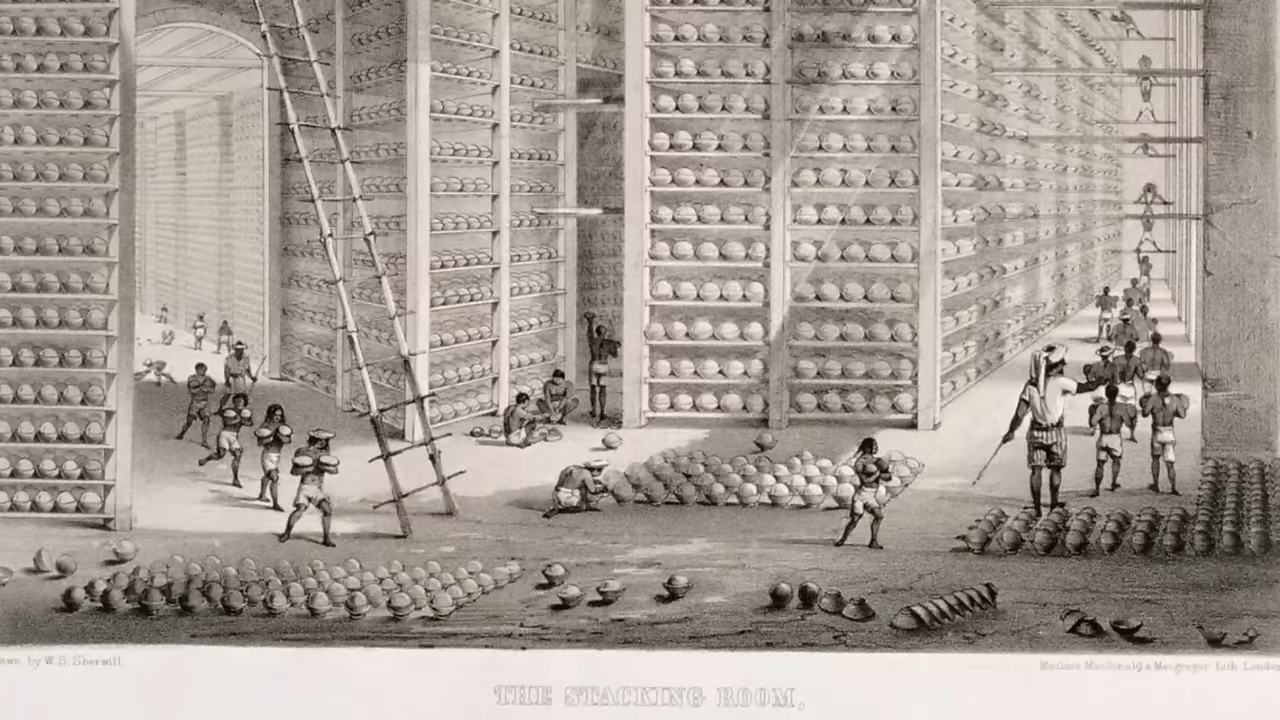 awn by W. S. Sherwill.
Maclure Macdonald & Macgregor Lith. London
THE STACKING ROOM,